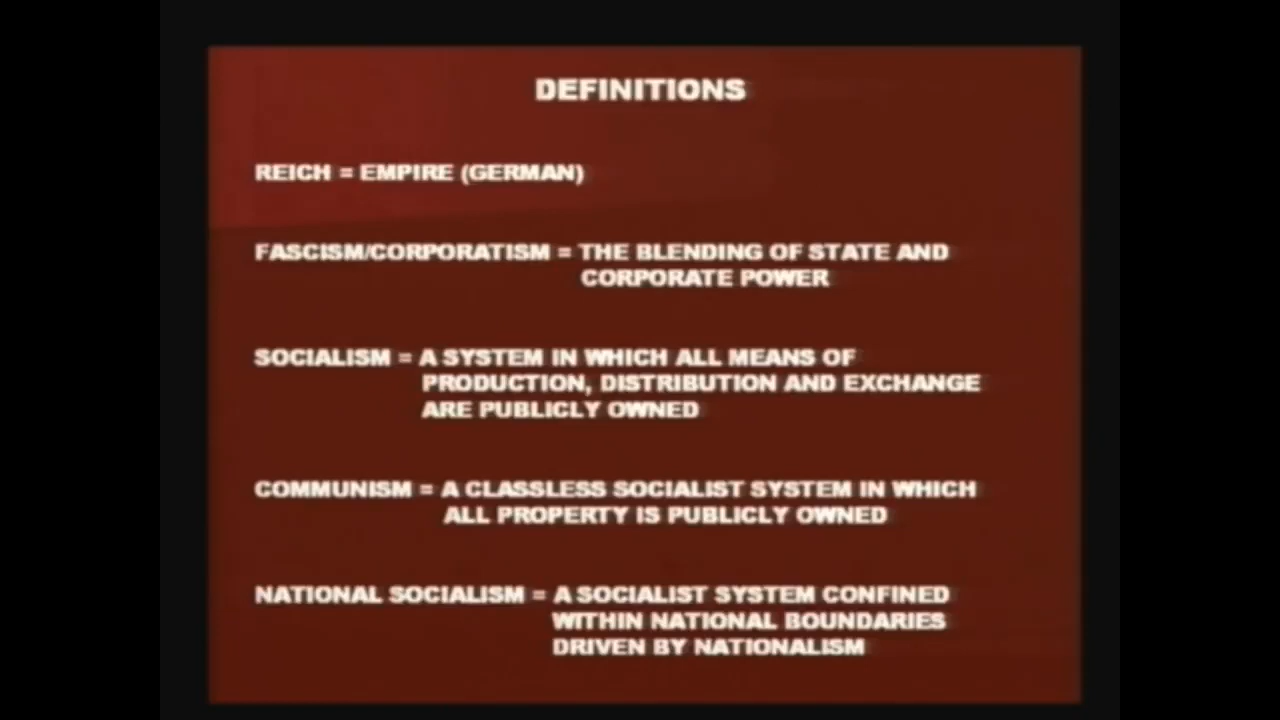 DEFINITIONS
REICH = EMPIRE (GERMAN)
FASCISM/CORPORATISM = THE BLENDING OF STATE AND
CORPORATE POWER
SOCIALISM = A SYSTEM IN WHICH ALL MEANS OF
PRODUCTION, DISTRIBUTION AND EXCHANGE
ARE PUBLICLY OWNED
COMMUNISM = A CLASSLESS SOCIALIST SYSTEM IN WHICH
ALL PROPERTY IS PUBLICLY OWNED
NATIONAL SOCIALISM = A SOCIALIST SYSTEM CONFINED
WITHIN NATIONAL BOUNDARIES
DRIVEN BY NATIONALISM